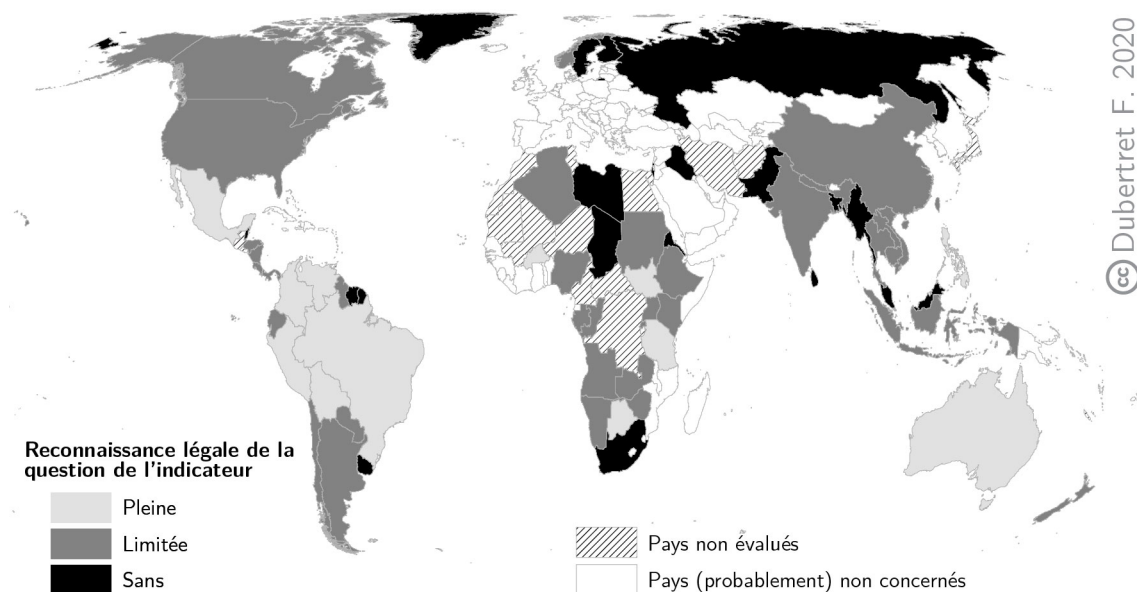 cc Dubertret F. 2020
Reconnaissance légale de la
question de l'indicateur
Pleine
Limitée
Sans
Pays non évalués
Pays (probablement) non concernés